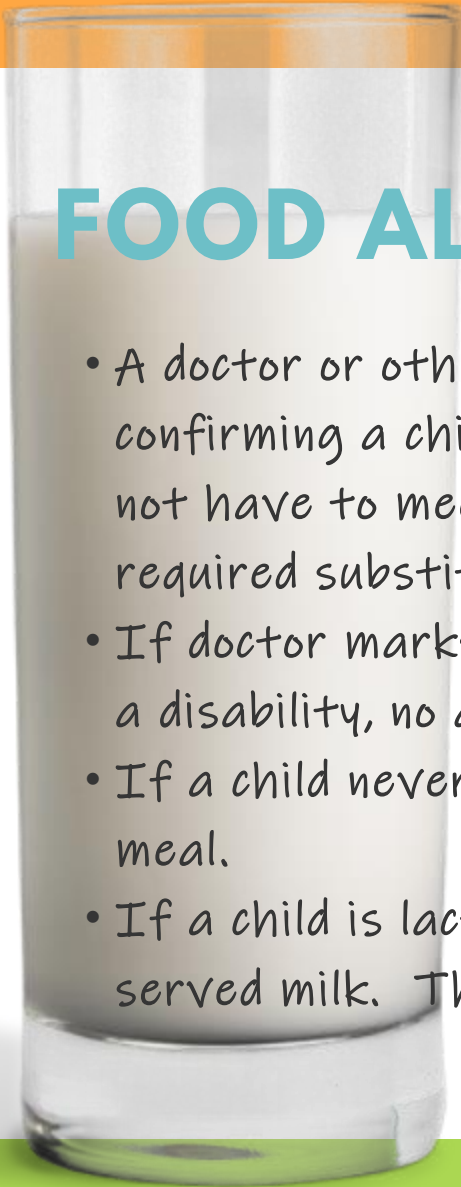 FOOD AL
• A doctor or oth
confirming a chi
not have to me
required substi
• If doctor mark
a disability, no
• If a child never
meal.
• If a child is lac
served milk. Th